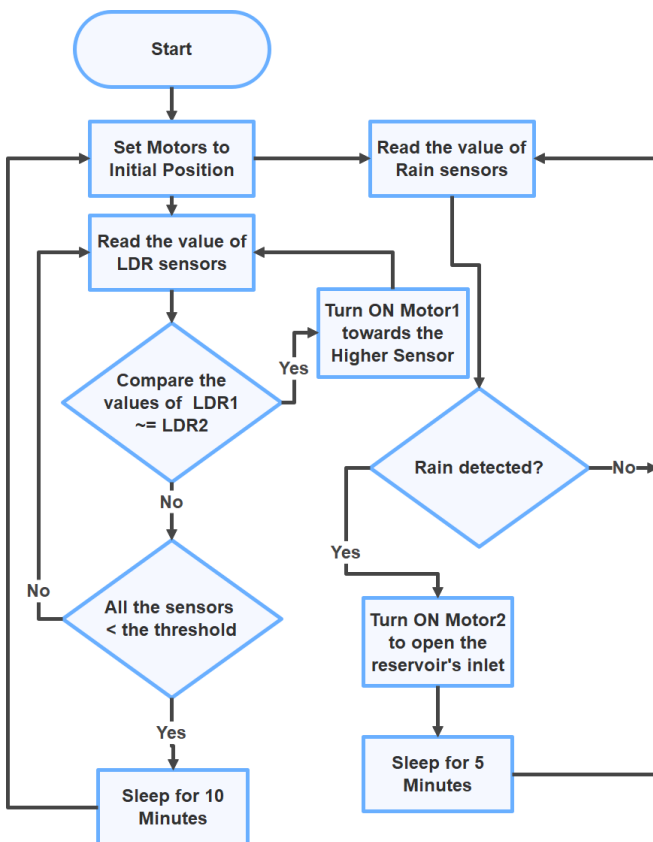 Start
Set Motors to
Initial Position
Read the value of
Rain sensors
Read the value of
LDR sensors
Turn ON Motor1
towards the
Higher Sensor
Yes
Compare the
values of LDR1
~= LDR2
Rain detected?
No
No
Yes
No
All the sensors
< the threshold
Turn ON Motor2
to open the
reservoir's inlet
Yes
Sleep for 10
Minutes
Sleep for 5
Minutes